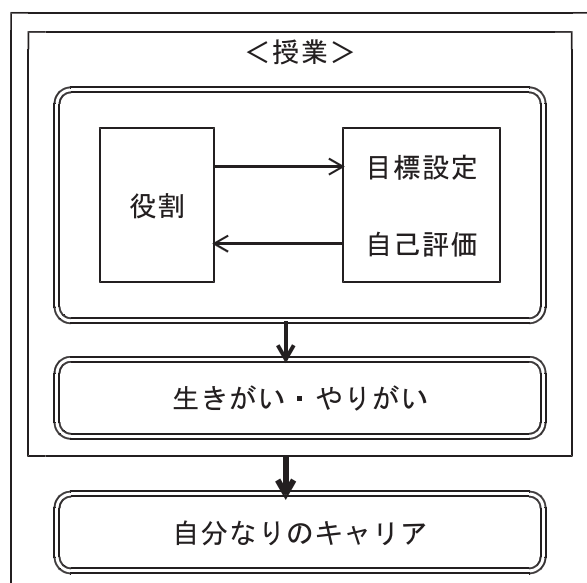 ＜授業＞
役割
目標設定
自己評価
生きがい・やりがい
自分なりのキャリア